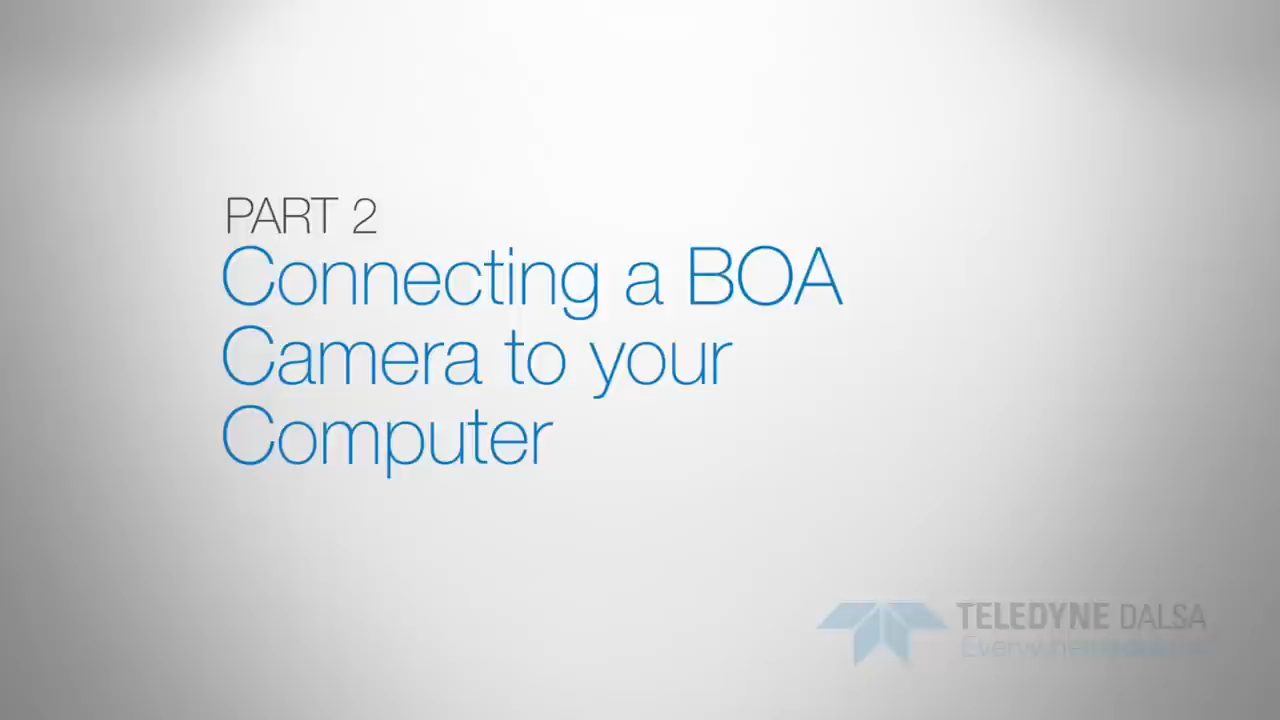 PART 2
Connecting a BOA
Camera to your
Computer
TELEDYNE DALSA